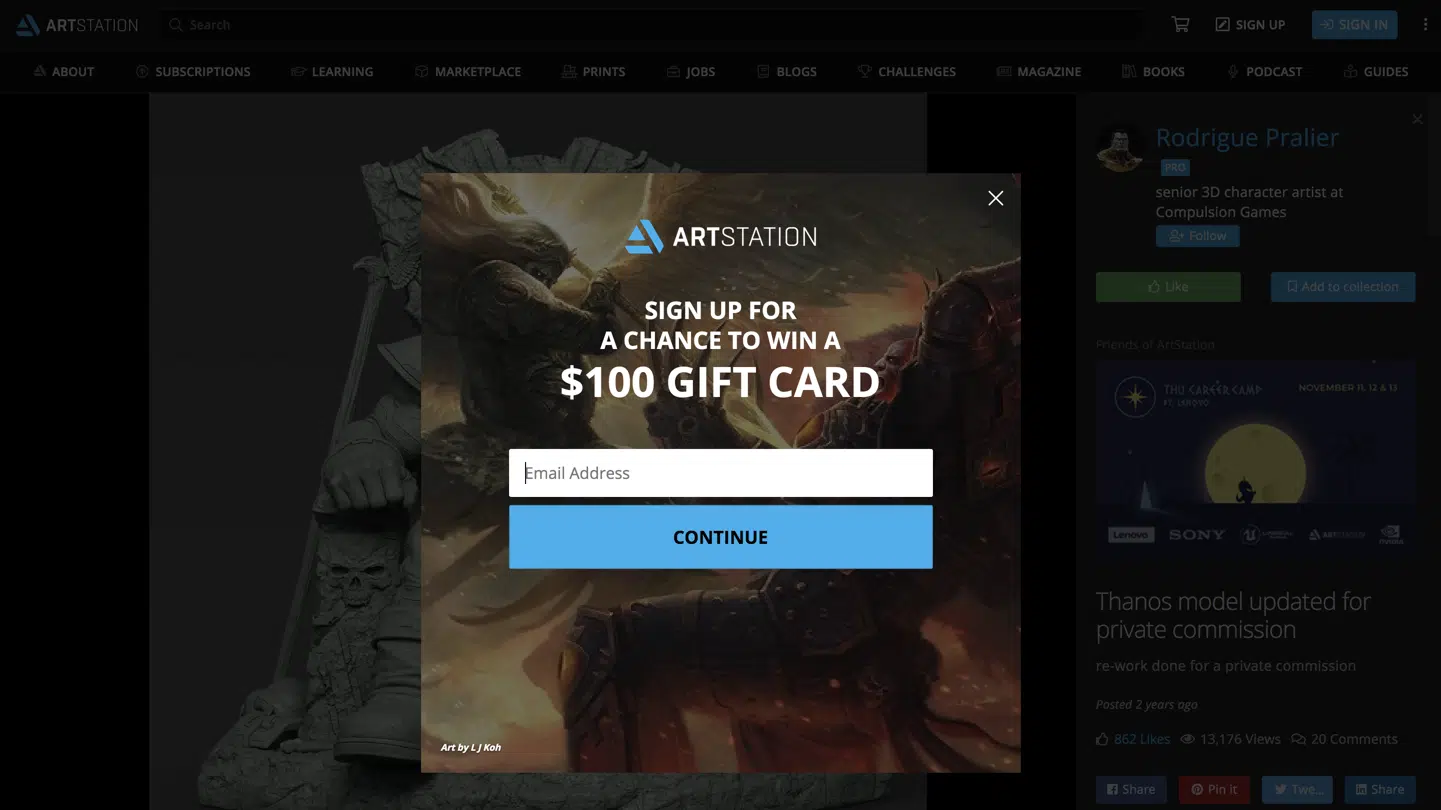 ARTSTATION
Search
SIGN UP
SIGN IN
ABOUT
SUBSCRIPTIONS
LEARNING
MARKETPLACE
PRINTS
JOBS
BLOGS
CHALLENGES
MAGAZINE
BOOKS
PODCAST
GUIDES
ARTSTATION
SIGN UP FOR
A CHANCE TO WIN A
$100 GIFT CARD
Email Address
CONTINUE
Art by L J Koh
Rodrigue Pralier
PRO
senior 3D character artist at
Compulsion Games
Follow
Like
Add to collection
Friends of ArtStation
THU CAREER CAMP
FT. LENOVO
NOVEMBER 11, 12 & 13
Lenovo
SONY
ARTSTATION
NVIDIA
Thanos model updated for
private commission
re-work done for a private commission
Posted 2 years ago
862 Likes
13,176 Views
20 Comments
Share
Pin it
Twe...
Share